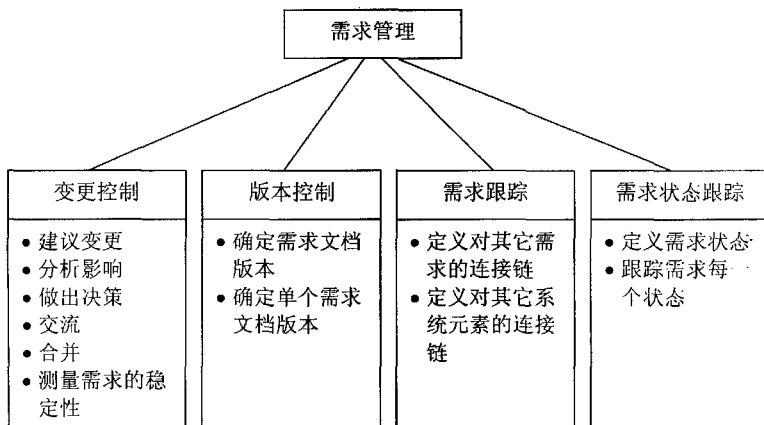 需求管理
变更控制
• 建议变更
• 分析影响
• 做出决策
• 交流
• 合并
• 测量需求的稳
定性
版本控制
• 确定需求文档
版本
• 确定单个需求
文档版本
需求跟踪
• 定义对其它需
求的连接链
• 定义对其它系
统元素的连接
链
需求状态跟踪
• 定义需求状态
• 跟踪需求每一
个状态